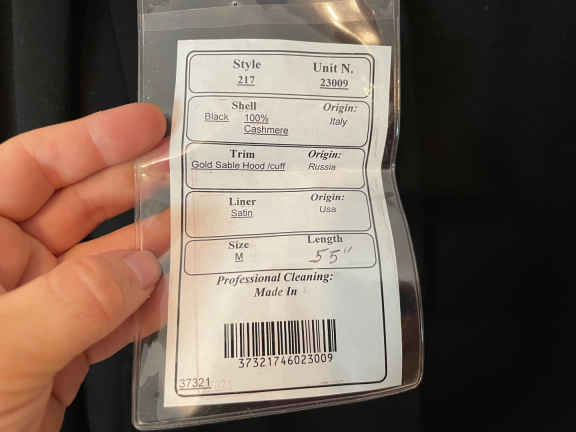 Style Unit N.
217 23009
Shell Origin:
Black 100% Italy
Cashmere
Trim Origin:
Gold Sable Hood /cuff Russia
Liner Origin:
Satin Usa
Size Length
M 55"
Professional Cleaning:
Made In
37321746023009
37321